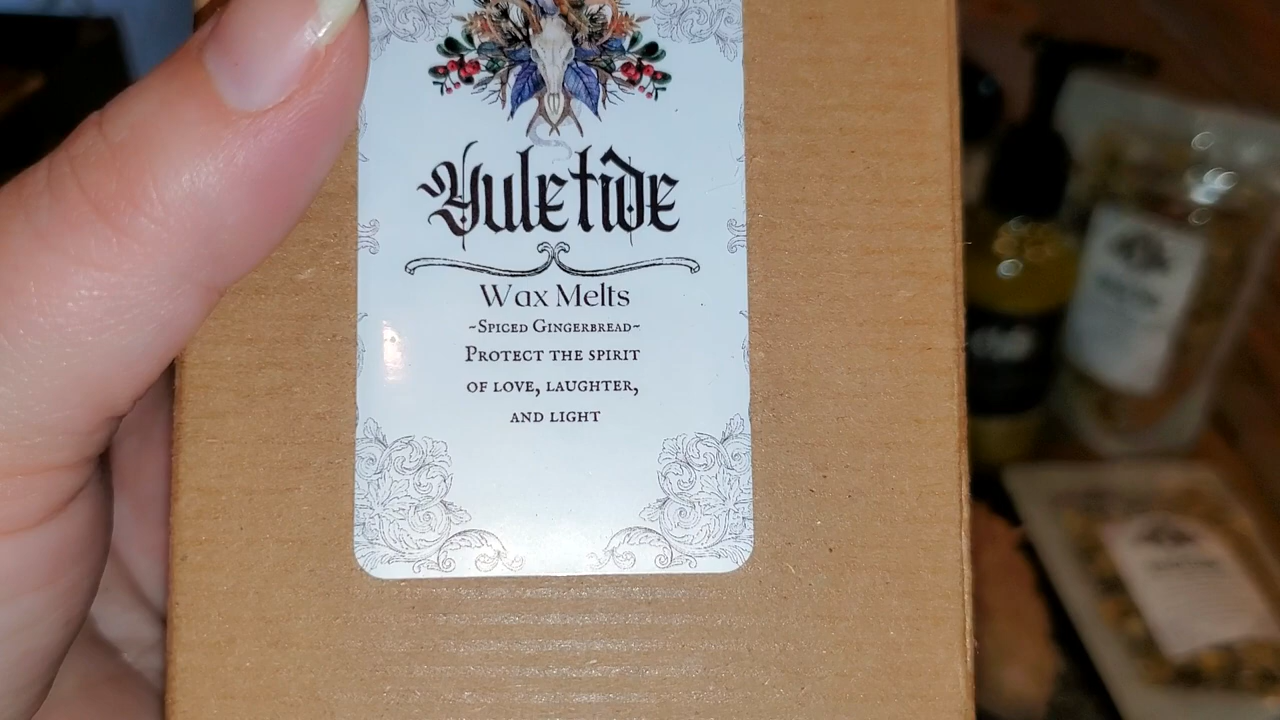 Yuletide
Wax Melts
~Spiced Gingerbread~
Protect the spirit
of love, laughter,
and light